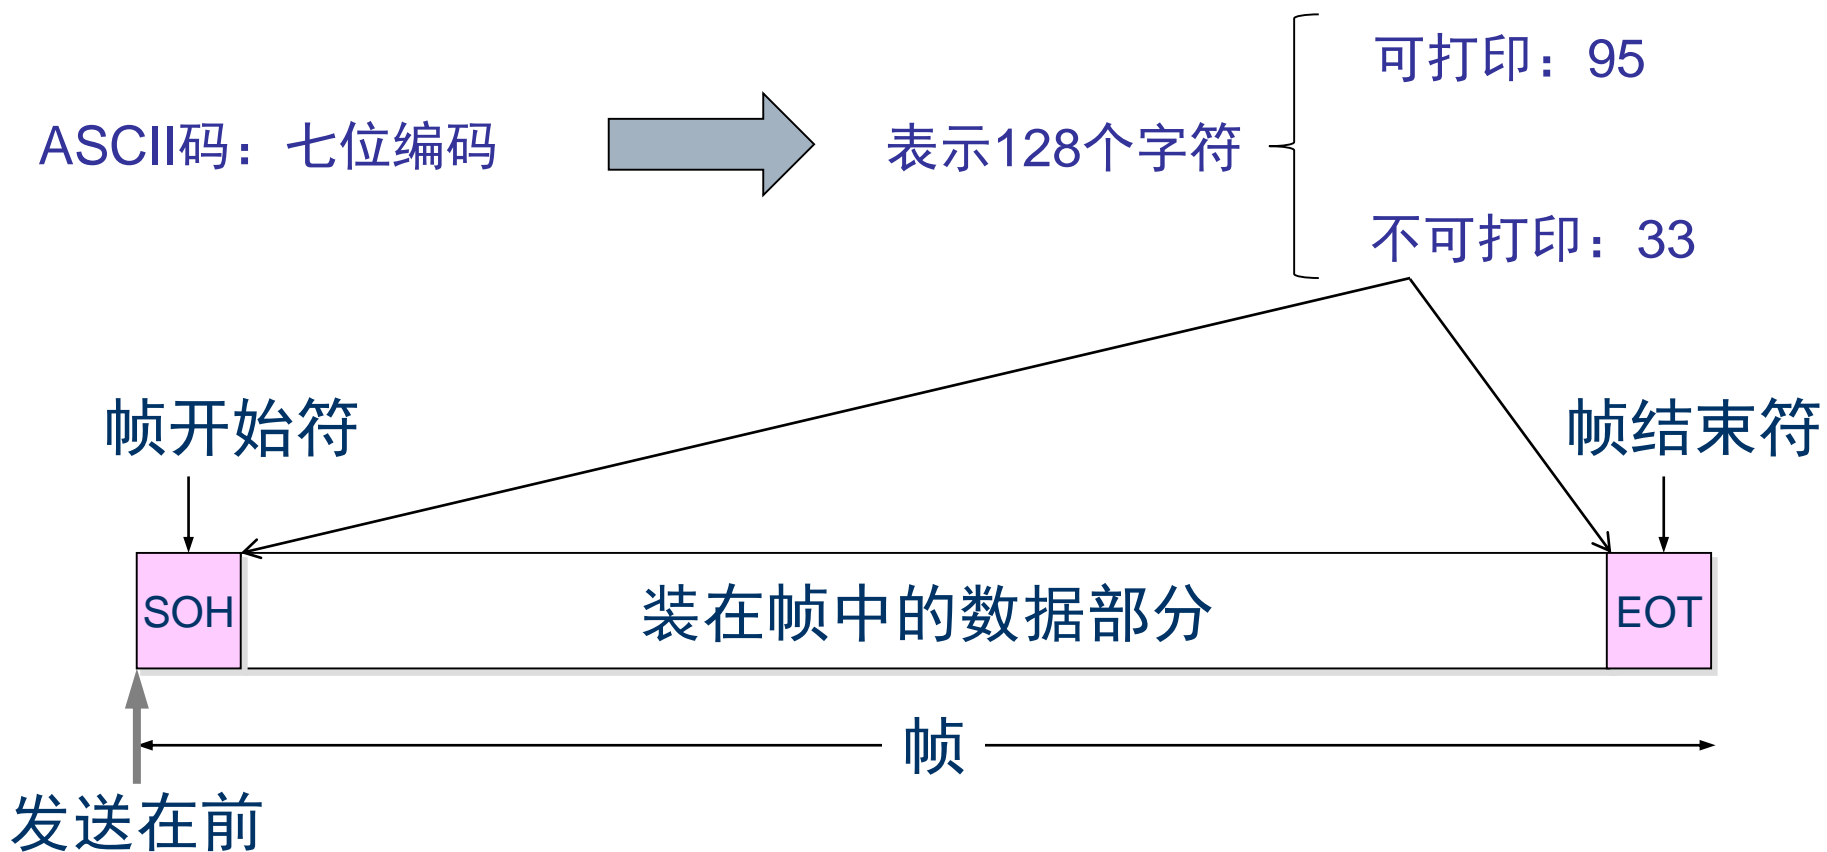 可打印：95
ASCII码：七位编码
表示128个字符
不可打印：33
帧开始符
帧结束符
SOH
装在帧中的数据部分
EOT
帧
发送在前